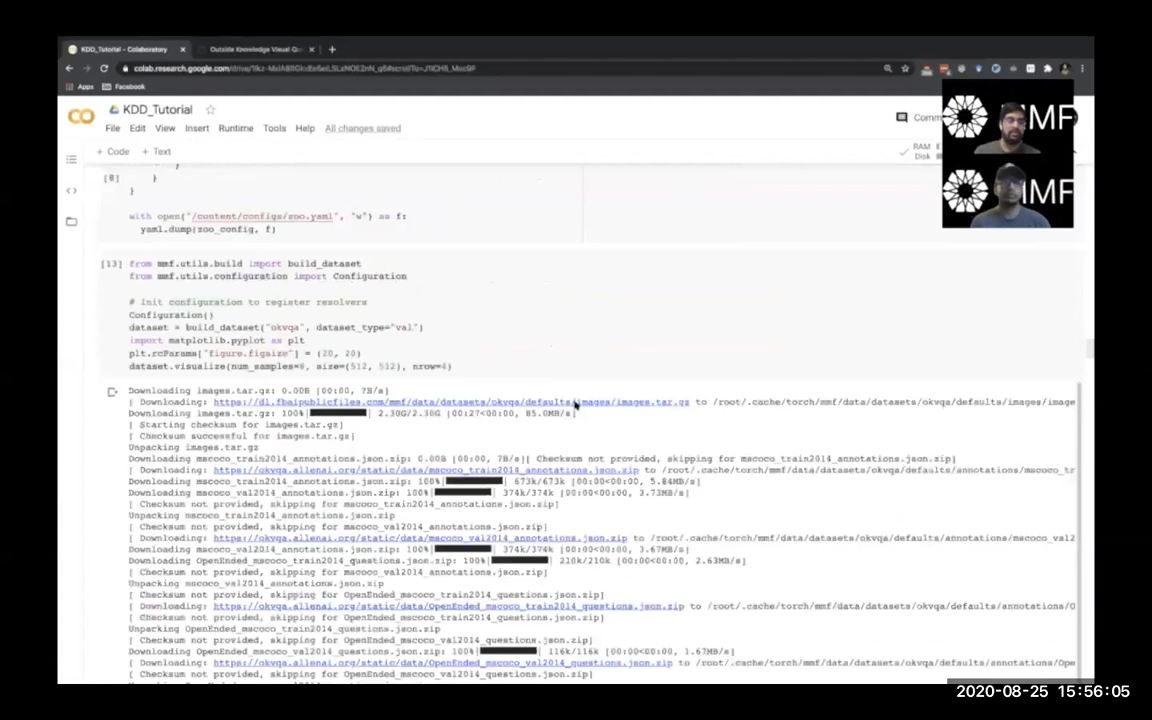 KDD_Tutorial - Colaboratory
Outside Knowledge Visual Qu
Apps
Facebook
KDD_Tutorial
File Edit View Insert Runtime Tools Help All changes saved
Comm
+ Code + Text
RAM
Disk
MMF
MMF
[8] }
}
with open("/content/configs/zoo.yaml", "w") as f:
yaml.dump(zoo_config, f)
[13] from mmf.utils.build import build_dataset
from mmf.utils.configuration import Configuration
# Init configuration to register resolvers
Configuration()
dataset = build_dataset("okvqa", dataset_type="val")
import matplotlib.pyplot as plt
plt.rcParams["figure.figsize"] = (20, 20)
dataset.visualize(num_samples=8, size=(512, 512), nrow=4)
Downloading images.tar.gz: 0.00B [00:00, ?B/s]
[ Downloading: https://dl.fbaipublicfiles.com/mmf/data/datasets/okvqa/defaults/images/images.tar.gz to /root/.cache/torch/mmf/data/datasets/okvqa/defaults/images/image
Downloading images.tar.gz: 100%| | 2.30G/2.30G [00:27<00:00, 85.0MB/s]
[ Starting checksum for images.tar.gz]
[ Checksum successful for images.tar.gz]
Unpacking images.tar.gz
Downloading mscoco_train2014_annotations.json.zip: 0.00B [00:00, ?B/s][ Checksum not provided, skipping for mscoco_train2014_annotations.json.zip]
[ Downloading: https://okvqa.allenai.org/static/data/mscoco_train2014_annotations.json.zip to /root/.cache/torch/mmf/data/datasets/okvqa/defaults/annotations/mscoco_tr
Downloading mscoco_train2014_annotations.json.zip: 100%| | 673k/673k [00:00<00:00, 5.84MB/s]
Downloading mscoco_val2014_annotations.json.zip: 100%| | 374k/374k [00:00<00:00, 3.73MB/s]
[ Checksum not provided, skipping for mscoco_train2014_annotations.json.zip]
Unpacking mscoco_train2014_annotations.json.zip
[ Checksum not provided, skipping for mscoco_val2014_annotations.json.zip]
[ Downloading: https://okvqa.allenai.org/static/data/mscoco_val2014_annotations.json.zip to /root/.cache/torch/mmf/data/datasets/okvqa/defaults/annotations/mscoco_val2
Downloading mscoco_val2014_annotations.json.zip: 100%| | 374k/374k [00:00<00:00, 3.67MB/s]
Downloading OpenEnded_mscoco_train2014_questions.json.zip: 100%| | 210k/210k [00:00<00:00, 2.63MB/s]
[ Checksum not provided, skipping for mscoco_val2014_annotations.json.zip]
Unpacking mscoco_val2014_annotations.json.zip
[ Checksum not provided, skipping for OpenEnded_mscoco_train2014_questions.json.zip]
[ Downloading: https://okvqa.allenai.org/static/data/OpenEnded_mscoco_train2014_questions.json.zip to /root/.cache/torch/mmf/data/datasets/okvqa/defaults/annotations/O
[ Checksum not provided, skipping for OpenEnded_mscoco_train2014_questions.json.zip]
Unpacking OpenEnded_mscoco_train2014_questions.json.zip
[ Checksum not provided, skipping for OpenEnded_mscoco_val2014_questions.json.zip]
Downloading OpenEnded_mscoco_val2014_questions.json.zip: 100%| | 116k/116k [00:00<00:00, 1.67MB/s]
[ Downloading: https://okvqa.allenai.org/static/data/OpenEnded_mscoco_val2014_questions.json.zip to /root/.cache/torch/mmf/data/datasets/okvqa/defaults/annotations/Ope
[ Checksum not provided, skipping for OpenEnded_mscoco_val2014_questions.json.zip]
2020-08-25 15:56:05